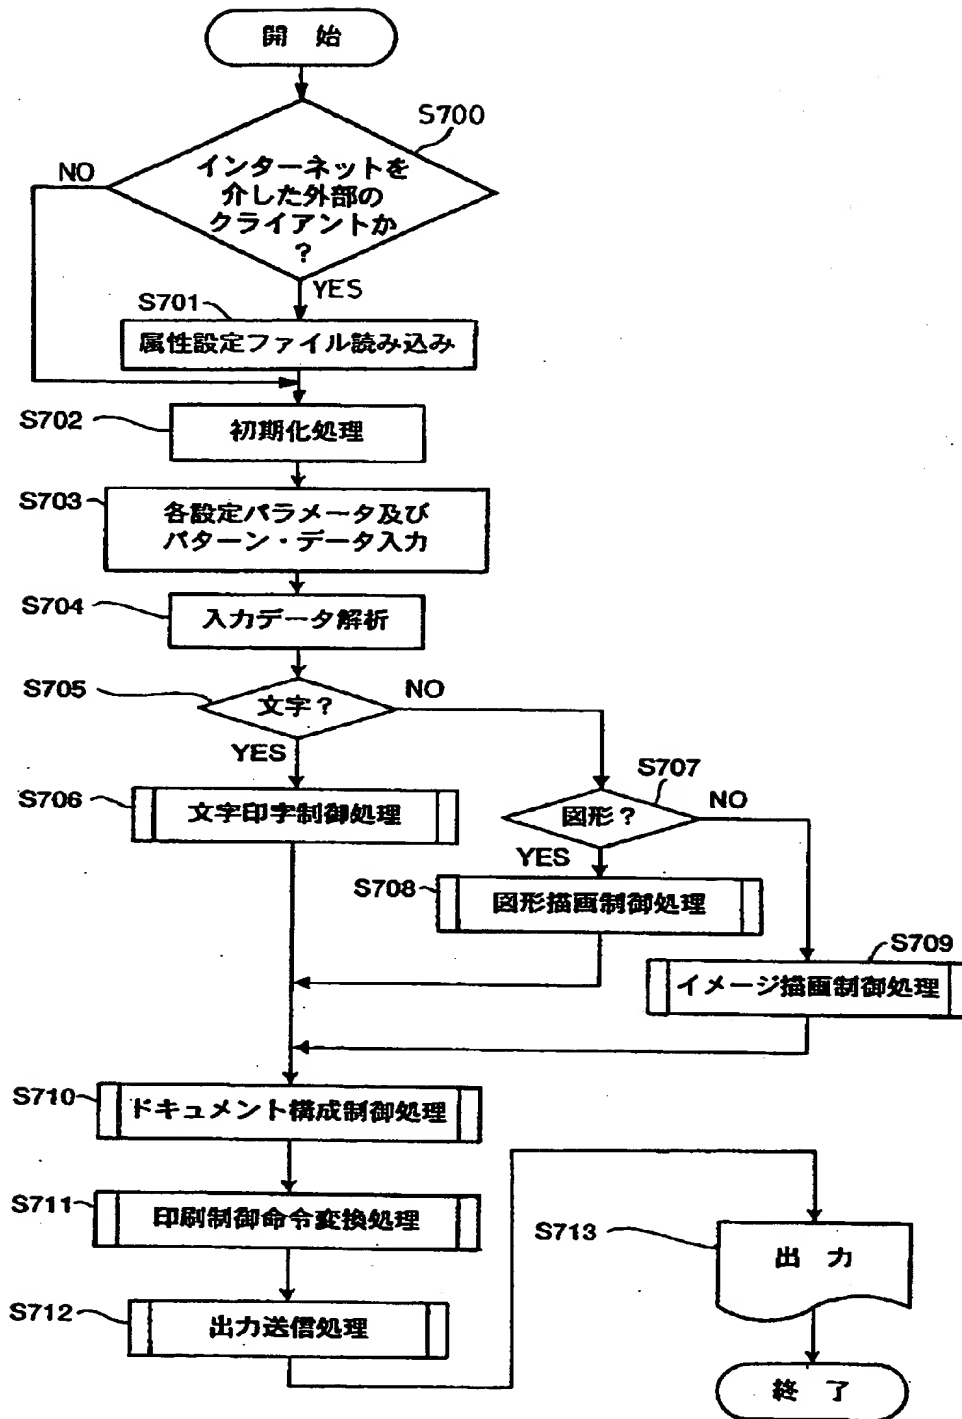 開 始
S700
NO
インターネットを
介した外部の
クライアントか
?
YES
S701
属性設定ファイル読み込み
S702
初期化処理
S703
各設定パラメータ及び
パターン・データ入力
S704
入力データ解析
S705
文字?
NO
YES
S706
文字印字制御処理
S707
図形?
NO
YES
S708
図形描画制御処理
S709
イメージ描画制御処理
S710
ドキュメント構成制御処理
S711
印刷制御命令変換処理
S712
出力送信処理
S713
出 力
終 了